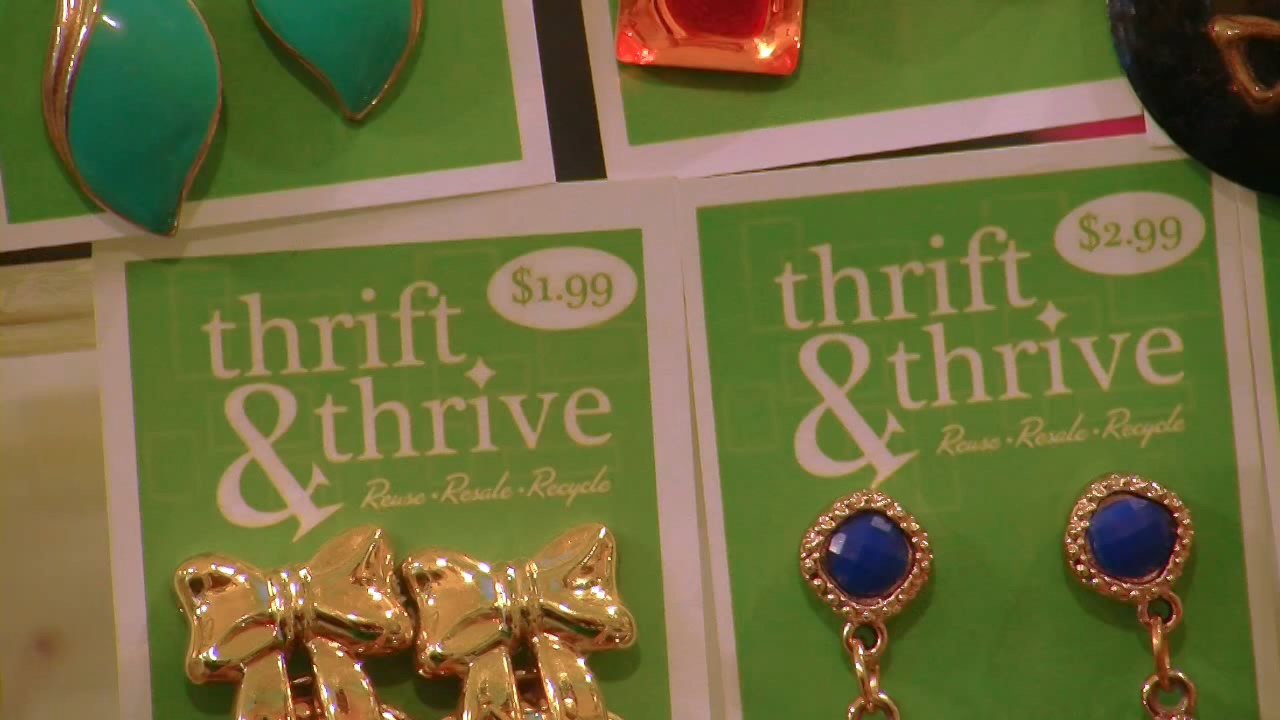 $1.99
thrift
& thrive
Reuse • Resale • Recycle
$2.99
thrift
& thrive
Reuse • Resale • Recycle